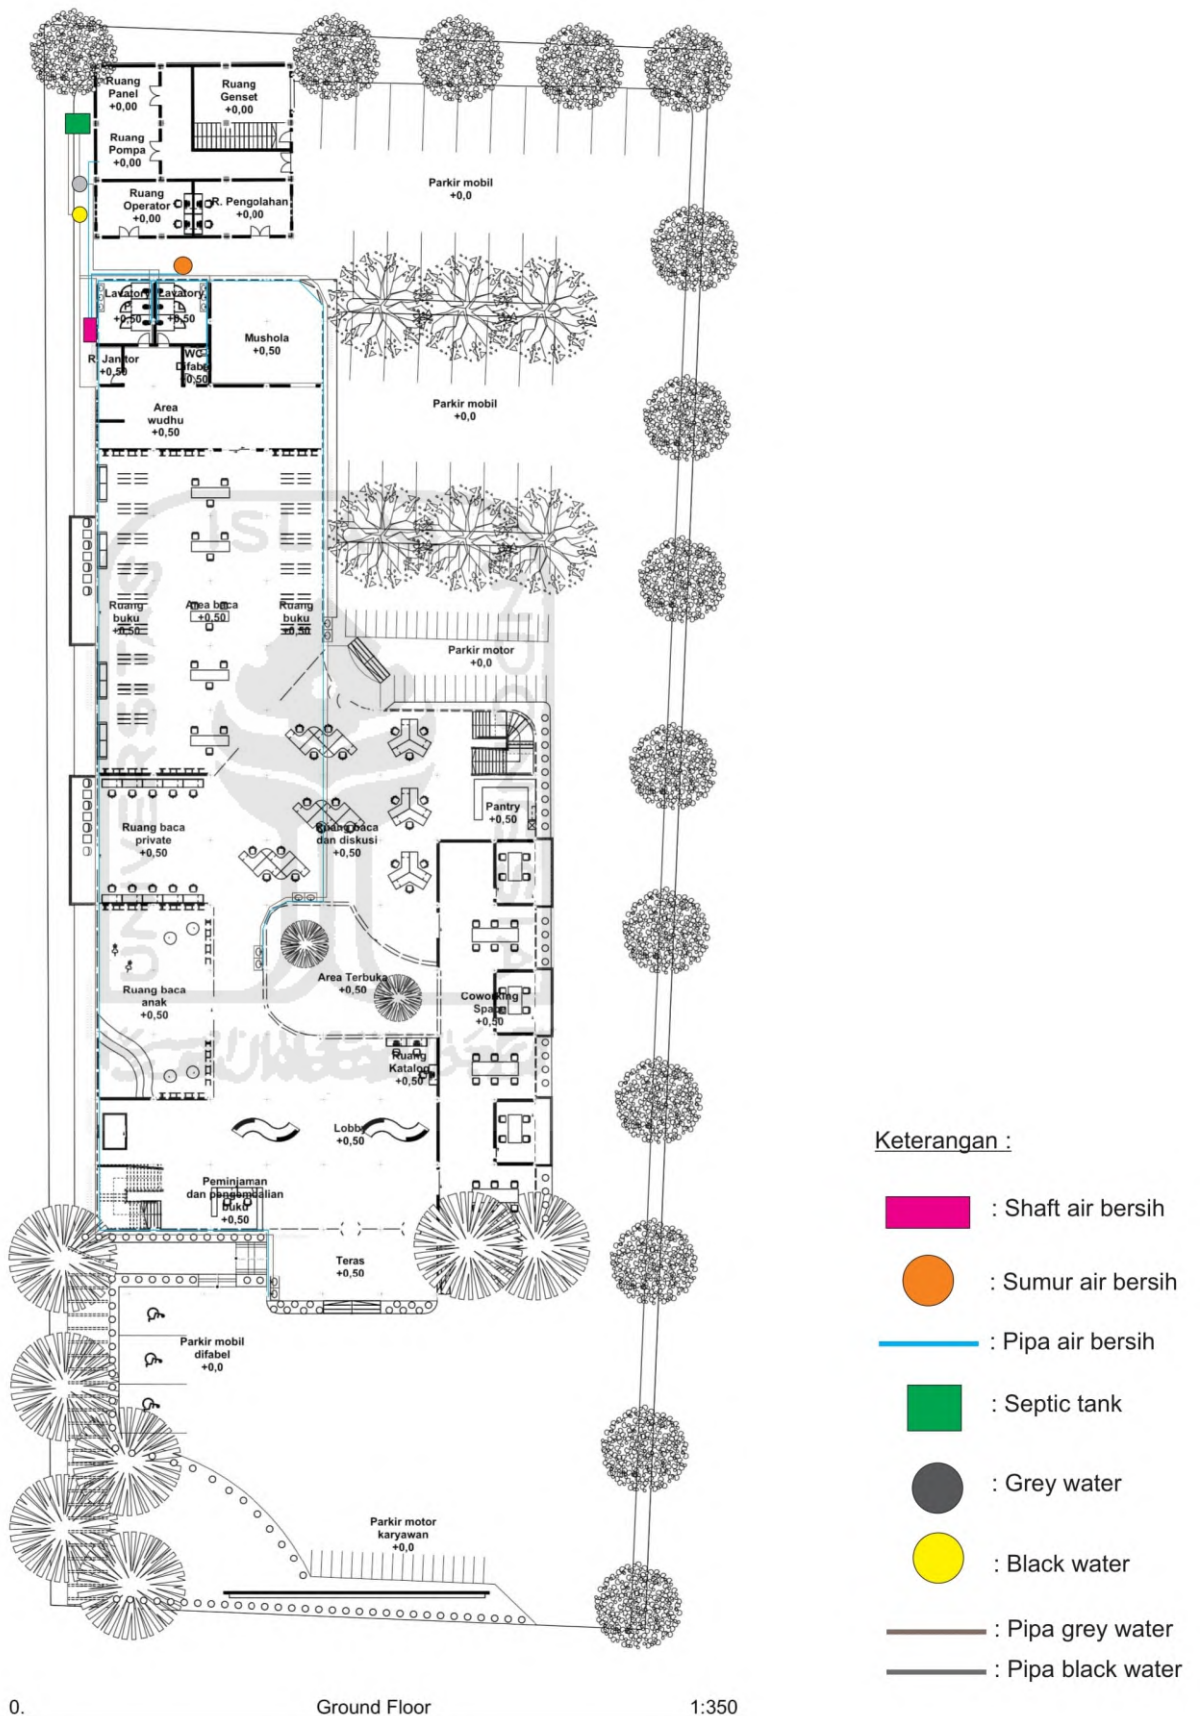 Ruang
Panel
+0,00
Ruang
Genset
+0,00
Ruang
Pompa
+0,00
Parkir mobil
+0,0
Ruang
Operator
+0,00
R. Pengolahan
+0,00
Lavatory
+0,50
Lavatory
+0,50
Mushola
+0,50
R. Janitor
+0,50
WC
Difabel
+0,50
Area
wudhu
+0,50
Parkir mobil
+0,0
Ruang
buku
+0,50
Area baca
+0,50
Ruang
buku
+0,50
Parkir motor
+0,0
Pantry
+0,50
Ruang baca
private
+0,50
Ruang baca
dan diskusi
+0,50
Area Terbuka
+0,50
Ruang baca
anak
+0,50
Coworking
Space
+0,50
Ruang
Katalog
+0,50
Lobby
+0,50
Peminjaman
dan pengembalian
buku
+0,50
Teras
+0,50
Parkir mobil
difabel
+0,0
Parkir motor
karyawan
+0,0
UNIVERSITAS
Keterangan :
: Shaft air bersih
: Sumur air bersih
: Pipa air bersih
: Septic tank
: Grey water
: Black water
: Pipa grey water
: Pipa black water
0.
Ground Floor
1:350